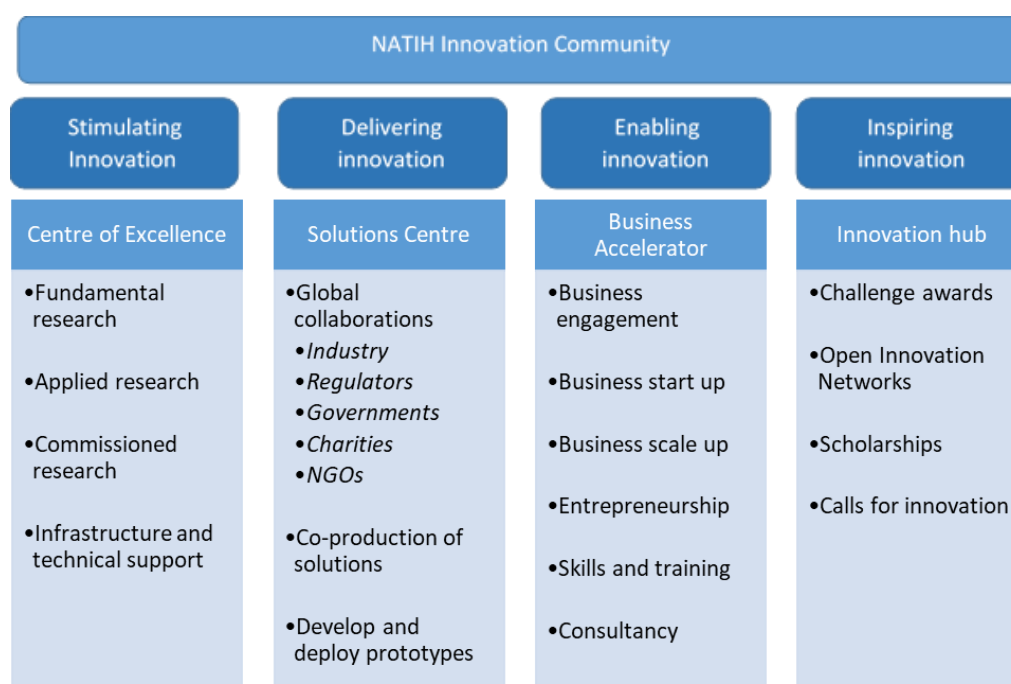 NATIH Innovation Community
Stimulating
Innovation
Centre of Excellence
•Fundamental
research
•Applied research
•Commissioned
research
•Infrastructure and
technical support
Delivering
innovation
Solutions Centre
•Global
collaborations
•Industry
•Regulators
•Governments
•Charities
•NGOs
•Co-production of
solutions
•Develop and
deploy prototypes
Enabling
innovation
Business
Accelerator
•Business
engagement
•Business start up
•Business scale up
•Entrepreneurship
•Skills and training
•Consultancy
Inspiring
innovation
Innovation hub
•Challenge awards
•Open Innovation
Networks
•Scholarships
•Calls for innovation